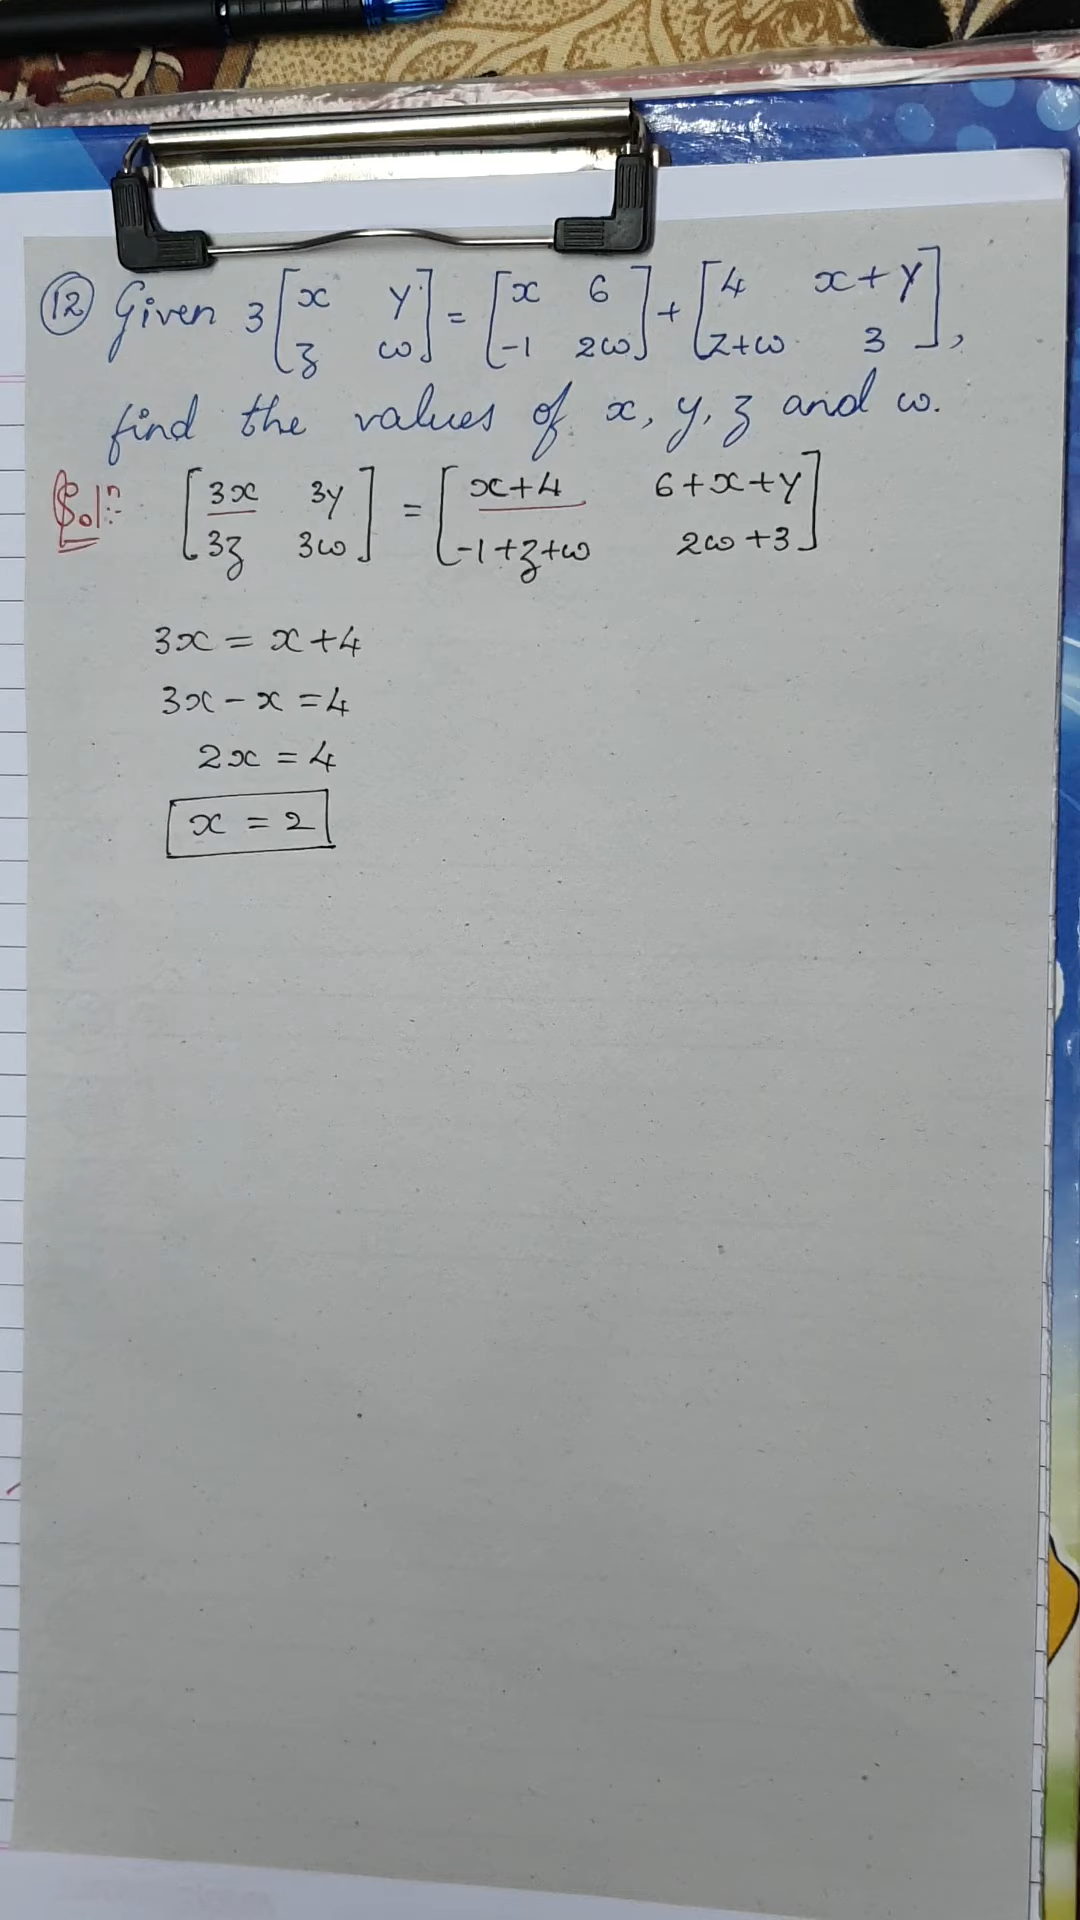 (12) Given 3 [x y; z ω] = [x 6; -1 2ω] + [4 x+y; z+ω 3],
find the values of x, y, z and ω.
Solⁿ:- [3x 3y; 3z 3ω] = [x+4 6+x+y; -1+z+ω 2ω+3]
3x = x+4
3x - x = 4
2x = 4
x = 2